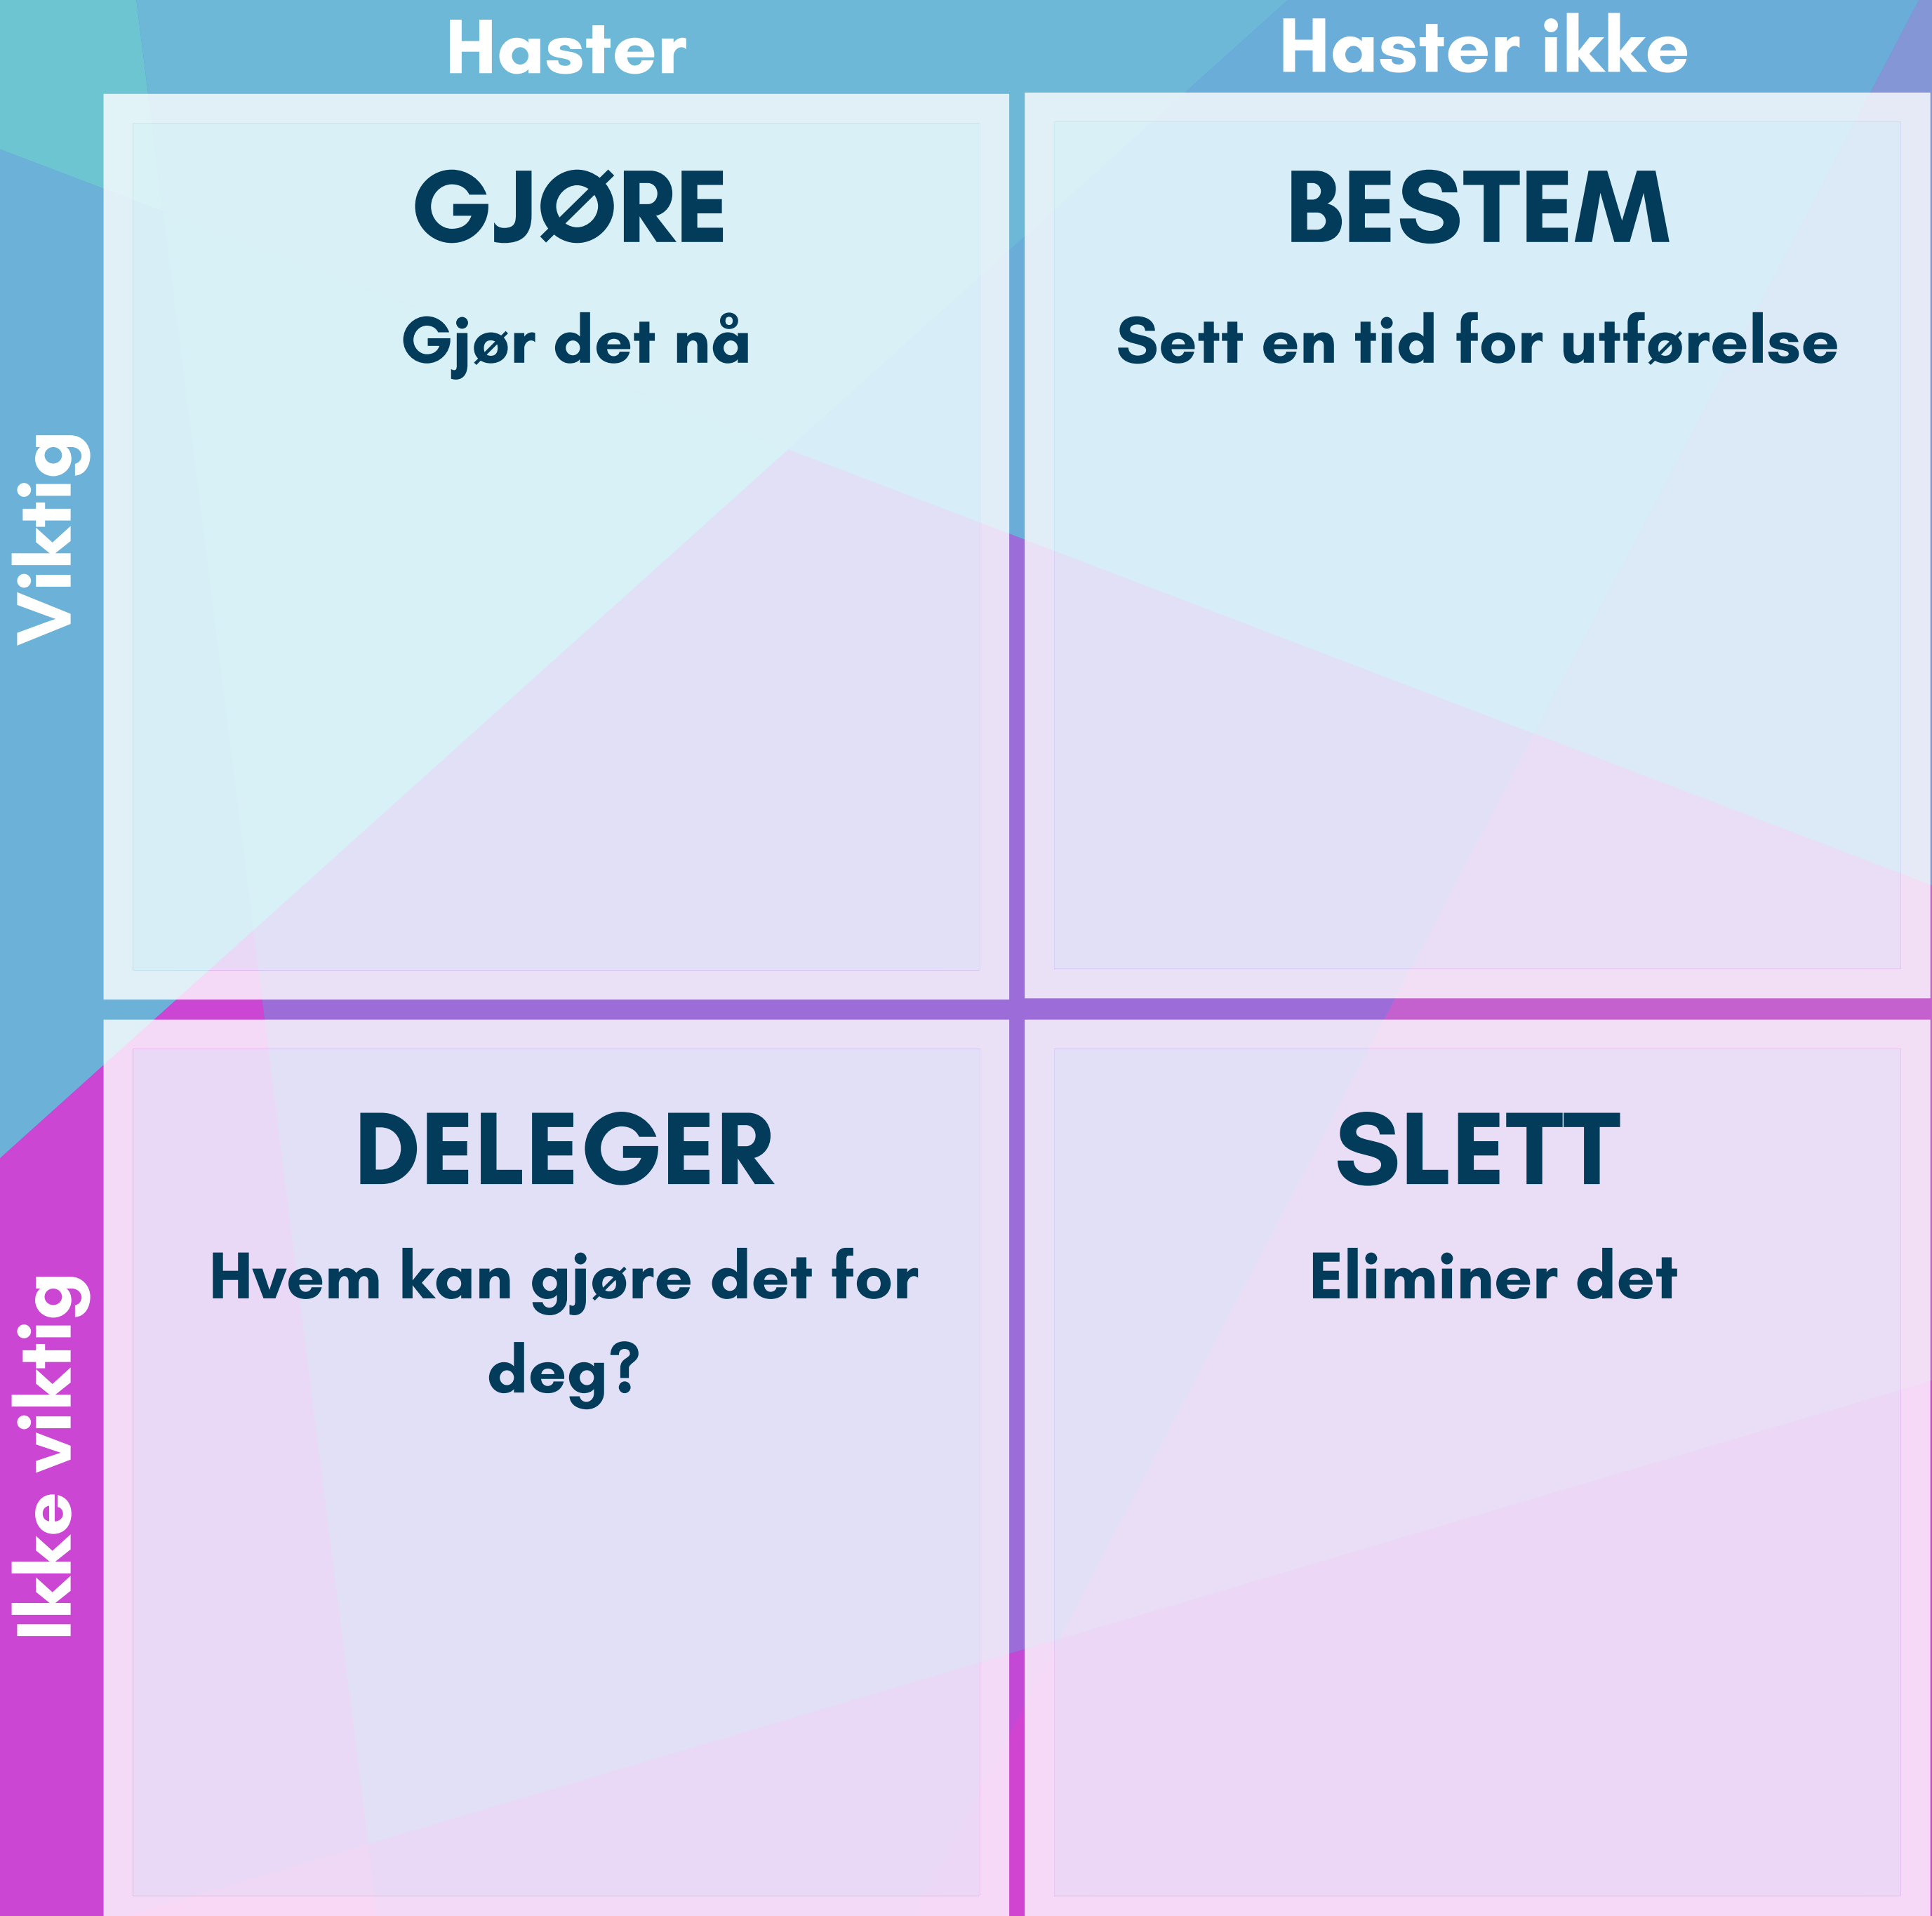 Haster
Haster ikke
Viktig
GJØRE
Gjør det nå
BESTEM
Sett en tid for utførelse
Ikke viktig
DELEGER
Hvem kan gjøre det for
deg?
SLETT
Eliminer det